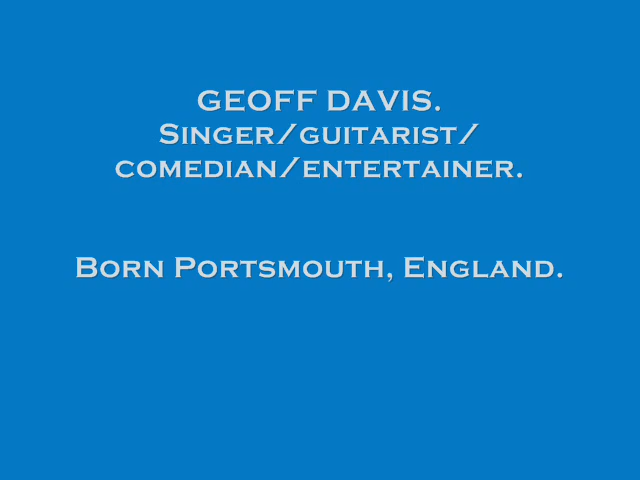 GEOFF DAVIS.
SINGER/GUITARIST/
COMEDIAN/ENTERTAINER.
BORN PORTSMOUTH, ENGLAND.